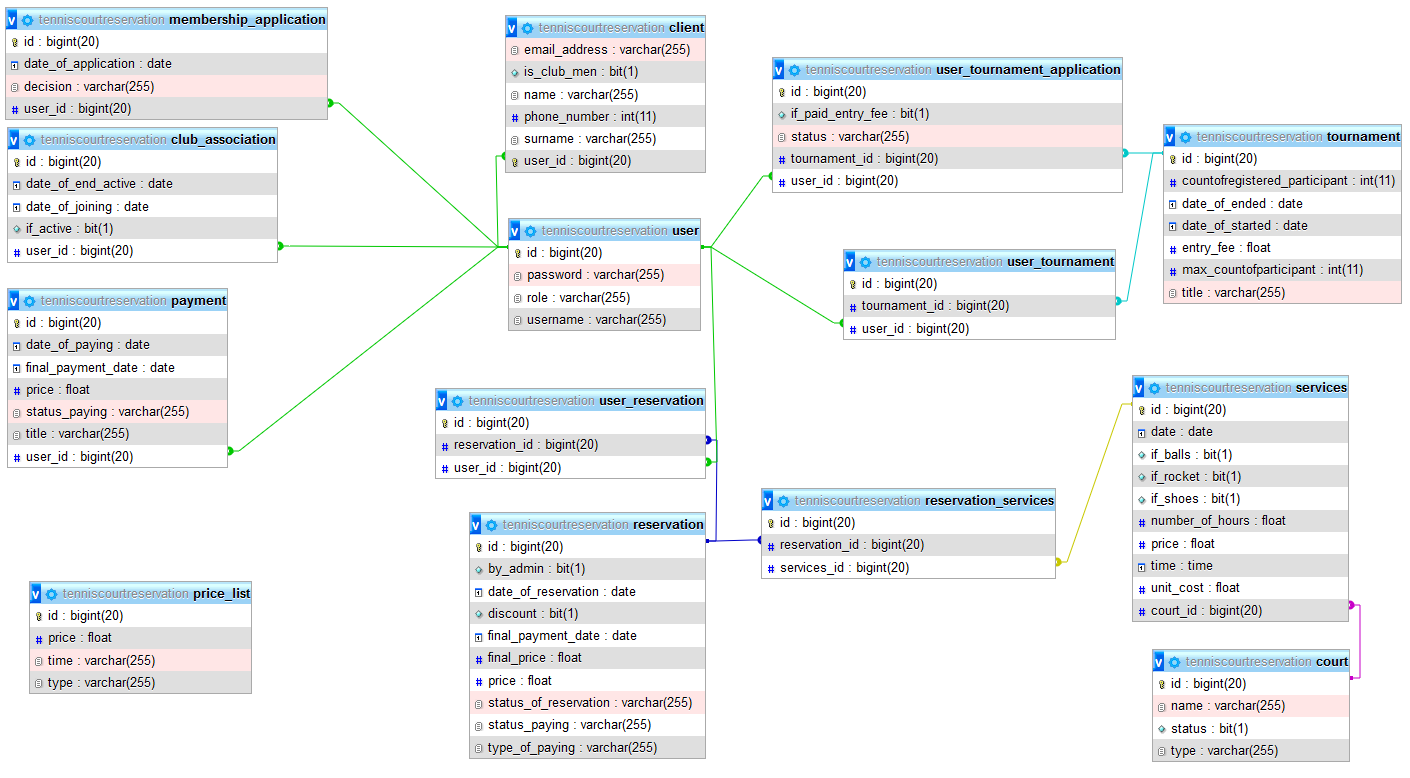 tenniscourtreservation membership_application
id : bigint(20)
date_of_application : date
decision : varchar(255)
user_id : bigint(20)
tenniscourtreservation club_association
id : bigint(20)
date_of_end_active : date
date_of_joining : date
if_active : bit(1)
user_id : bigint(20)
tenniscourtreservation payment
id : bigint(20)
date_of_paying : date
final_payment_date : date
price : float
status_paying : varchar(255)
title : varchar(255)
user_id : bigint(20)
tenniscourtreservation price_list
id : bigint(20)
price : float
time : varchar(255)
type : varchar(255)
tenniscourtreservation client
email_address : varchar(255)
is_club_men : bit(1)
name : varchar(255)
phone_number : int(11)
surname : varchar(255)
user_id : bigint(20)
tenniscourtreservation user
id : bigint(20)
password : varchar(255)
role : varchar(255)
username : varchar(255)
tenniscourtreservation user_reservation
id : bigint(20)
reservation_id : bigint(20)
user_id : bigint(20)
tenniscourtreservation reservation
id : bigint(20)
by_admin : bit(1)
date_of_reservation : date
discount : bit(1)
final_payment_date : date
final_price : float
price : float
status_of_reservation : varchar(255)
status_paying : varchar(255)
type_of_paying : varchar(255)
tenniscourtreservation user_tournament_application
id : bigint(20)
if_paid_entry_fee : bit(1)
status : varchar(255)
tournament_id : bigint(20)
user_id : bigint(20)
tenniscourtreservation user_tournament
id : bigint(20)
tournament_id : bigint(20)
user_id : bigint(20)
tenniscourtreservation reservation_services
id : bigint(20)
reservation_id : bigint(20)
services_id : bigint(20)
tenniscourtreservation tournament
id : bigint(20)
countofregistered_participant : int(11)
date_of_ended : date
date_of_started : date
entry_fee : float
max_countofparticipant : int(11)
title : varchar(255)
tenniscourtreservation services
id : bigint(20)
date : date
if_balls : bit(1)
if_rocket : bit(1)
if_shoes : bit(1)
number_of_hours : float
price : float
time : time
unit_cost : float
court_id : bigint(20)
tenniscourtreservation court
id : bigint(20)
name : varchar(255)
status : bit(1)
type : varchar(255)